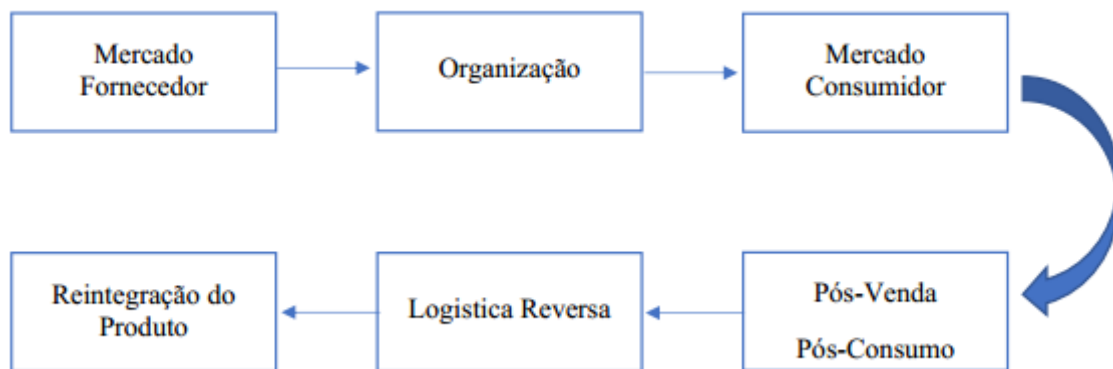 Mercado
Fornecedor
Organização
Mercado
Consumidor
Reintegração do
Produto
Logistica Reversa
Pós-Venda
Pós-Consumo